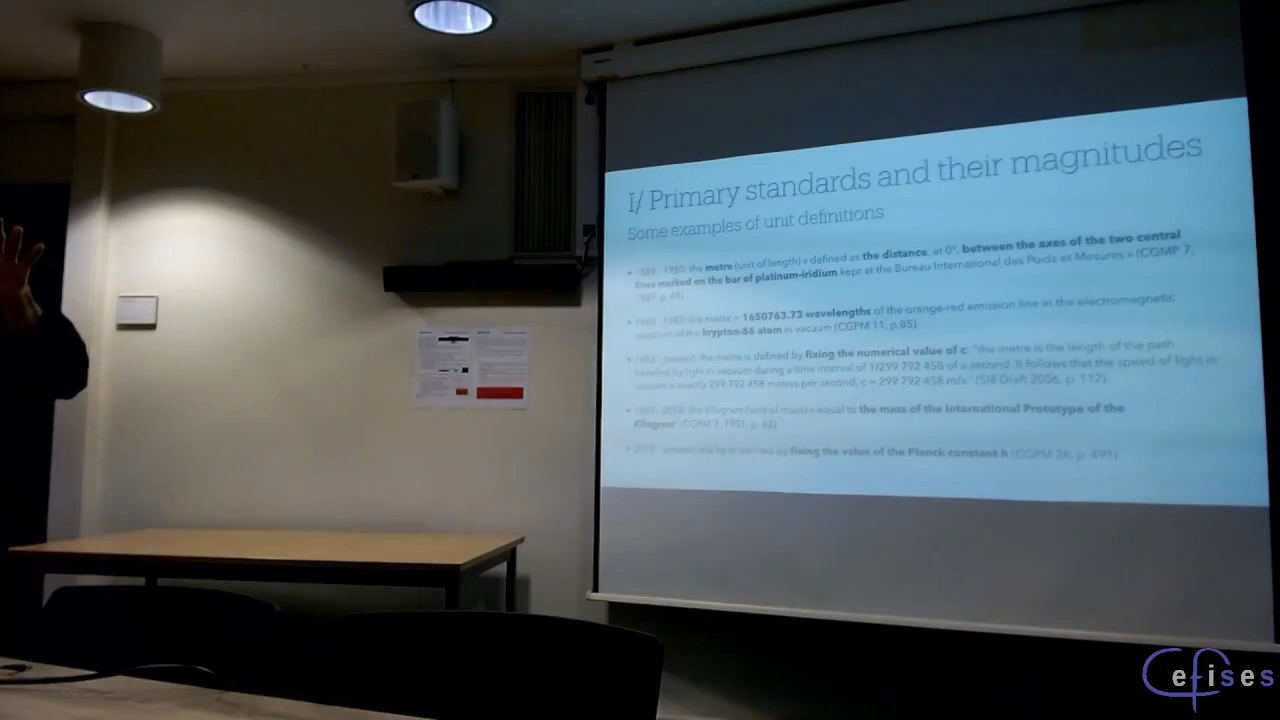 I/ Primary standards and their magnitudes
Some examples of unit definitions
1889 - 1960: the metre (unit of length) « defined as the distance, at 0°, between the axes of the two central
lines marked on the bar of platinum-iridium kept at the Bureau International des Poids et Mesures » (CGMP 7,
1927, p. 49)
1960 - 1983: the meter = 1650763.73 wavelengths of the orange-red emission line in the electromagnetic
spectrum of the krypton-86 atom in vacuum (CGPM 11, p.85)
1983 - present: the metre is defined by fixing the numerical value of c: "the metre is the length of the path
travelled by light in vacuum during a time interval of 1/299 792 458 of a second. It follows that the speed of light in
vacuum is exactly 299 792 458 metres per second, c = 299 792 458 m/s." (SI8 Draft 2006, p. 112)
the kilogram (unit of mass) « equal to the mass of the International Prototype of the
Kilogram" (CGPM 3, 1901, p. 62)
present: the kg is defined by fixing the value of the Planck constant h (CGPM 26, p. 491)
Cefises